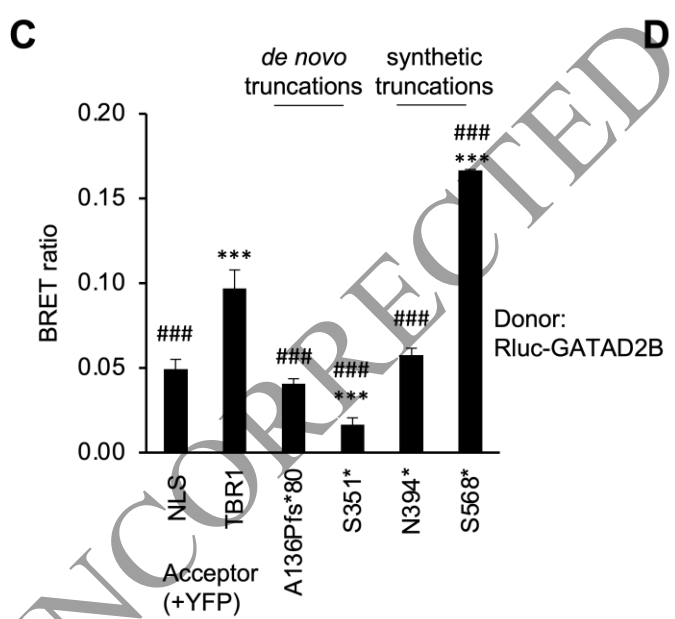 C
D
de novo
truncations
synthetic
truncations
BRET ratio
0.20
0.15
0.10
0.05
0.00
###
***
###
###
***
###
###
***
NLS
TBR1
A136Pfs*80
S351*
N394*
S568*
Donor:
Rluc-GATAD2B
Acceptor
(+YFP)
NCORRECTED